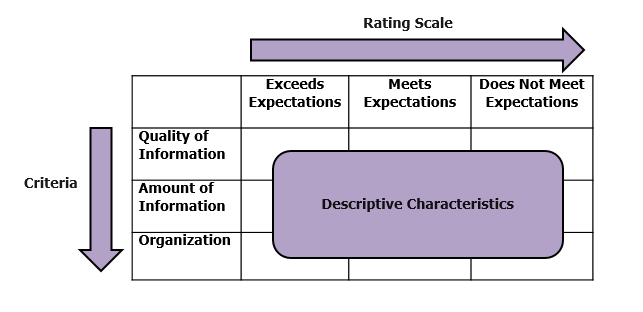 Rating Scale
Exceeds Expectations
Meets Expectations
Does Not Meet Expectations
Quality of Information
Criteria
Amount of Information
Descriptive Characteristics
Organization